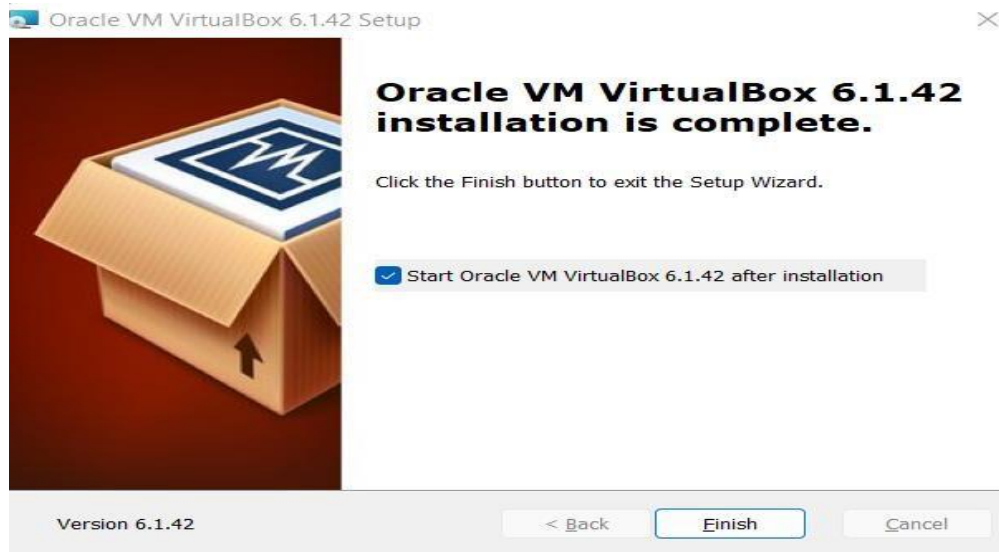 Oracle VM VirtualBox 6.1.42 Setup
Oracle VM VirtualBox 6.1.42
installation is complete.
Click the Finish button to exit the Setup Wizard.
Start Oracle VM VirtualBox 6.1.42 after installation
Version 6.1.42
< Back
Finish
Cancel